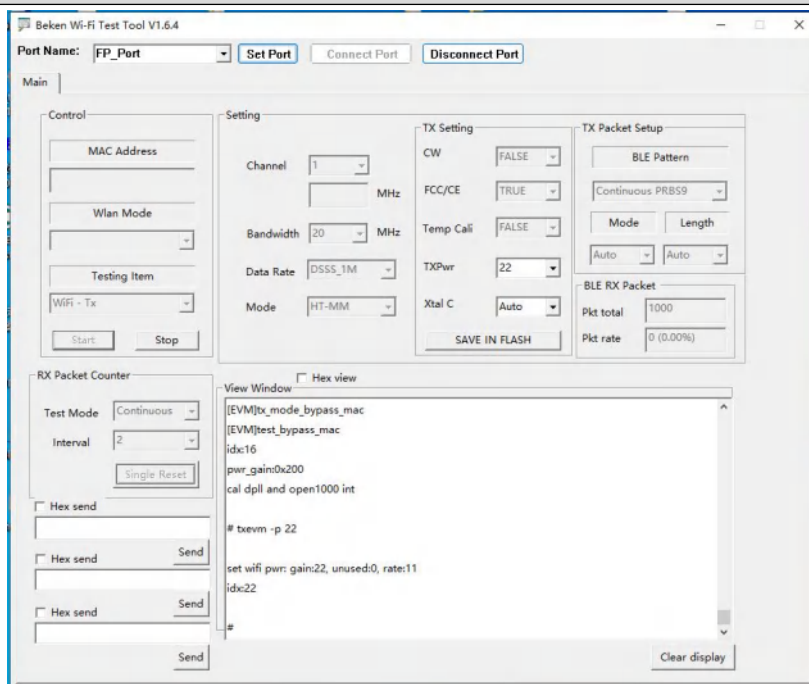 Beken Wi-Fi Test Tool V1.6.4
Port Name: FP_Port Set Port Connect Port Disconnect Port
Main
Control
MAC Address
Wlan Mode
Testing Item
WiFi - Tx
Start Stop
Setting
Channel 1
MHz
Bandwidth 20 MHz
Data Rate DSSS_1M
Mode HT-MM
TX Setting
CW FALSE
FCC/CE TRUE
Temp Cali FALSE
TXPwr 22
Xtal C Auto
SAVE IN FLASH
TX Packet Setup
BLE Pattern
Continuous PRBS9
Mode Length
Auto Auto
BLE RX Packet
Pkt total 1000
Pkt rate 0 (0.00%)
RX Packet Counter
Test Mode Continuous
Interval 2
Single Reset
Hex send
Send
Hex send
Send
Hex send
Send
Hex view
View Window
[EVM]tx_mode_bypass_mac
[EVM]test_bypass_mac
idx:16
pwr_gain:0x200
cal dpll and open1000 int
# txevm -p 22
set wifi pwr: gain:22, unused:0, rate:11
idx:22
#
Clear display